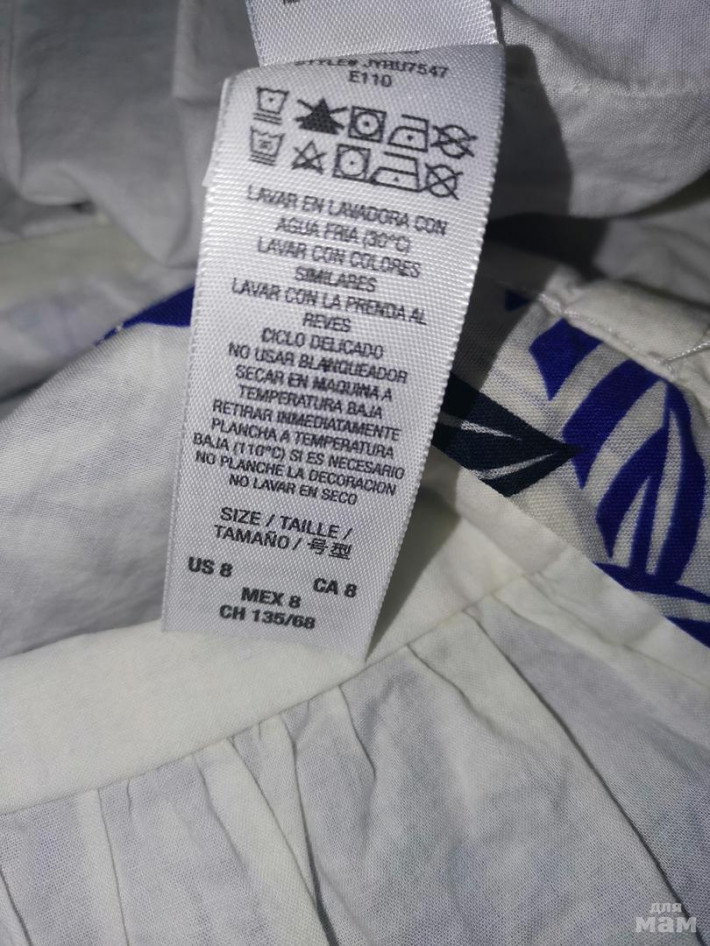 STYLE# JYHU7547
E110
LAVAR EN LAVADORA CON
AGUA FRIA (30°C)
LAVAR CON COLORES
SIMILARES
LAVAR CON LA PRENDA AL
REVES
CICLO DELICADO
NO USAR BLANQUEADOR
SECAR EN MAQUINA A
TEMPERATURA BAJA
RETIRAR INMEDIATAMENTE
PLANCHA A TEMPERATURA
BAJA (110°C) SI ES NECESARIO
NO PLANCHE LA DECORACION
NO LAVAR EN SECO
SIZE / TAILLE /
TAMAÑO / 号型
US 8 CA 8
MEX 8
CH 135/68
для
мам